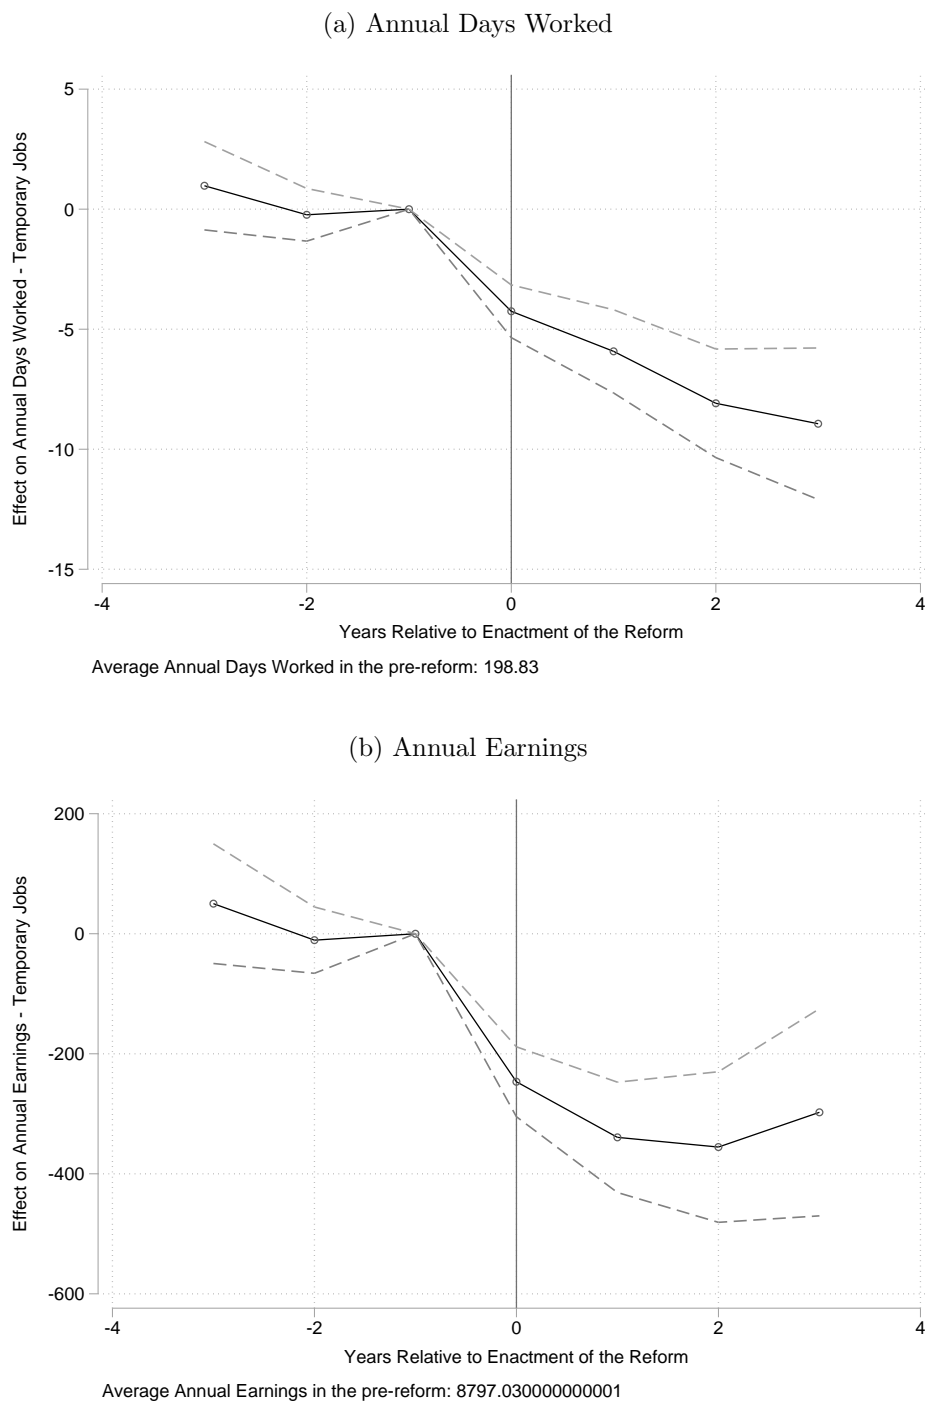 (a) Annual Days Worked
Effect on Annual Days Worked - Temporary Jobs
5
0
-5
-10
-15
-4
-2
0
2
4
Years Relative to Enactment of the Reform
Average Annual Days Worked in the pre-reform: 198.83
(b) Annual Earnings
Effect on Annual Earnings - Temporary Jobs
200
0
-200
-400
-600
-4
-2
0
2
4
Years Relative to Enactment of the Reform
Average Annual Earnings in the pre-reform: 8797.030000000001